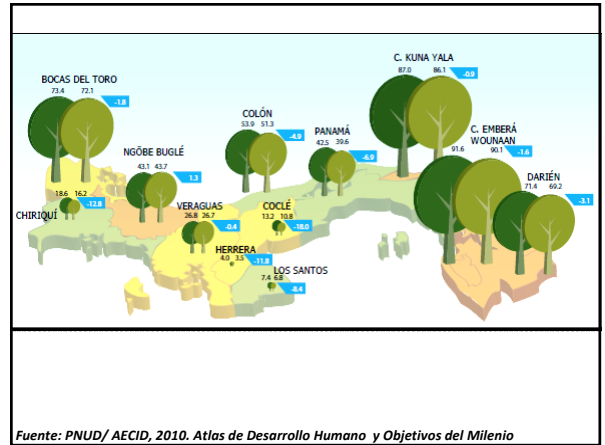 C. KUNA YALA
87.0 86.1
-0.9
BOCAS DEL TORO
73.4 72.1
-1.8
COLÓN
53.9 51.3
-4.9
PANAMÁ
42.5 39.6
-6.9
C. EMBERÁ
WOUNAAN
91.6 90.1
-1.6
NGÖBE BUGLÉ
43.1 43.7
1.3
DARIÉN
71.4 69.2
-3.1
18.6 16.2
-12.8
CHIRIQUÍ
VERAGUAS
26.8 26.7
-0.4
COCLÉ
13.2 10.8
-18.0
HERRERA
4.0 3.5
-11.8
LOS SANTOS
7.4 6.8
-8.4
Fuente: PNUD/ AECID, 2010. Atlas de Desarrollo Humano y Objetivos del Milenio